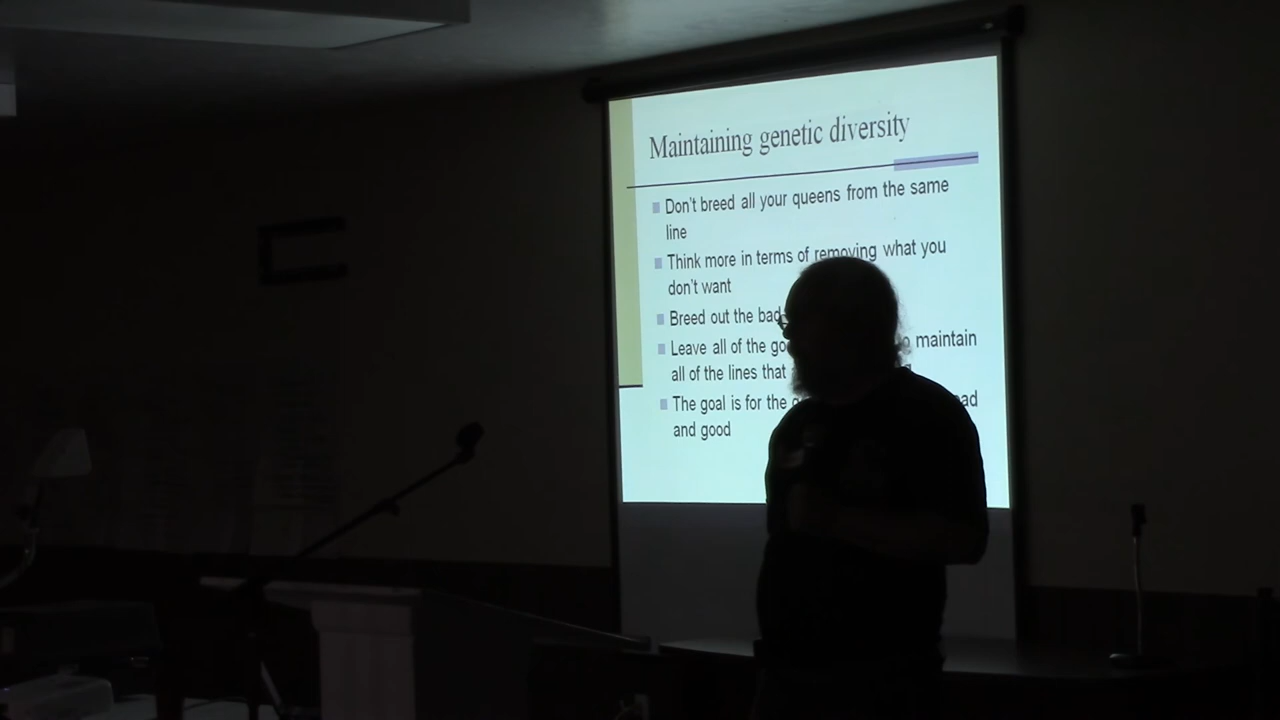 Maintaining genetic diversity
Don't breed all your queens from the same
line
Think more in terms of removing what you
don't want
Breed out the bad
Leave all of the maintain
all of the lines that
The goal is for the
and good